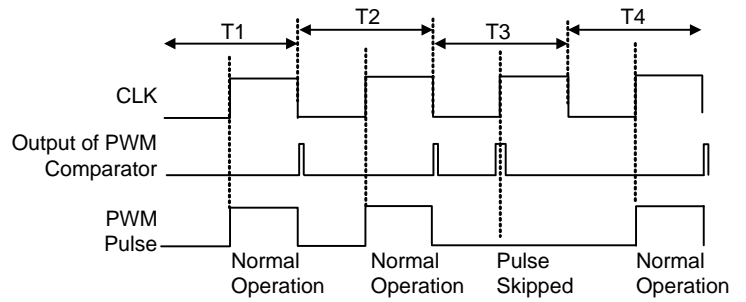 T1
T2
T3
T4
CLK
Output of PWM
Comparator
PWM
Pulse
Normal
Operation
Normal
Operation
Pulse
Skipped
Normal
Operation